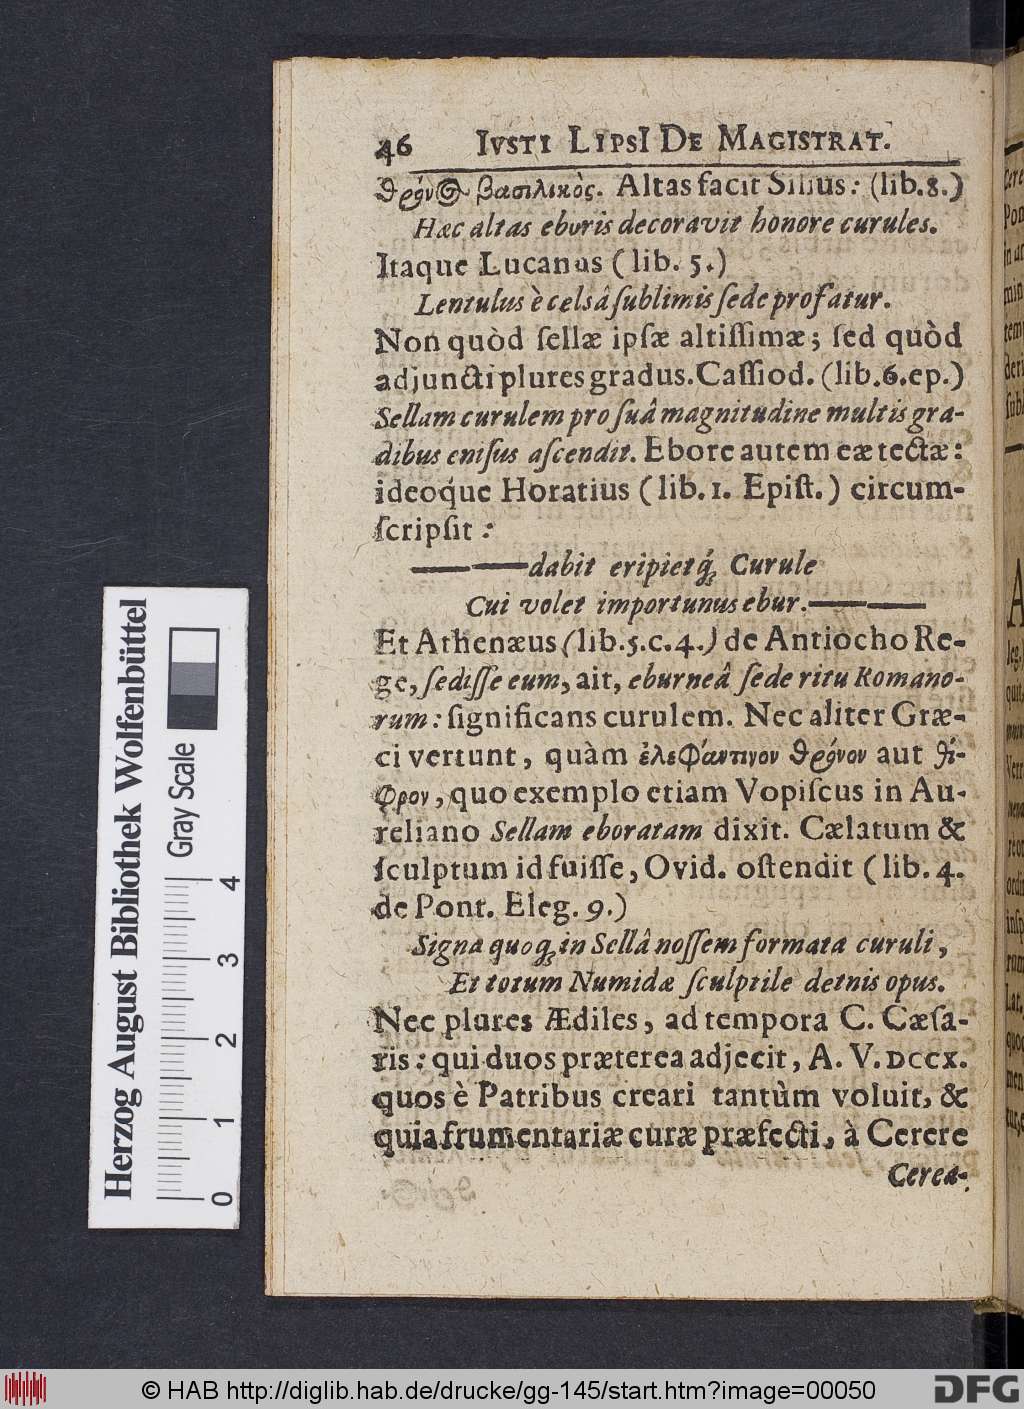 46 IVSTI LIPSI DE MAGISTRAT.
θρόνος βασιλικὸς. Altas facit Silius: (lib. 8.)
Hæc altas eboris decoravit honore curules.
Itaque Lucanus (lib. 5.)
Lentulus è celsâ ſublimis ſede profatur.
Non quòd ſellæ ipſæ altiſſimæ; ſed quòd
adjuncti plures gradus. Caſſiod. (lib. 6. ep.)
Sellam curulem pro ſuâ magnitudine multis gra-
dibus eniſus aſcendit. Ebore autem eæ tectæ:
ideoq́ue Horatius (lib. 1. Epiſt.) circum-
ſcripſit:
—— ——dabit eripietq́; Curule
Cui volet importunus ebur.—— ——
Et Athenæus (lib. 5. c. 4.) de Antiocho Re-
ge, ſediſſe eum, ait, eburneâ ſede ritu Romano-
rum: ſignificans curulem. Nec aliter Græ-
ci vertunt, quàm ἐλεφάντινον θρόνον aut δί-
φρον, quo exemplo etiam Vopiſcus in Au-
reliano Sellam eboratam dixit. Cælatum &
ſculptum id fuiſſe, Ovid. oſtendit (lib. 4.
de Pont. Eleg. 9.)
Signa quoq; in Sellâ noſſem formata curuli,
Et totum Numidæ ſculptile detnis opus.
Nec plures Ædiles, ad tempora C. Cæſa-
ris: qui duos præterea adjecit, A. V. DCCX.
quos è Patribus creari tantùm voluit, &
quia frumentariæ curæ præfecti, à Cerere
Cerea-
Herzog August Bibliothek Wolfenbüttel
Gray Scale
0 1 2 3 4
© HAB http://diglib.hab.de/drucke/gg-145/start.htm?image=00050
DFG